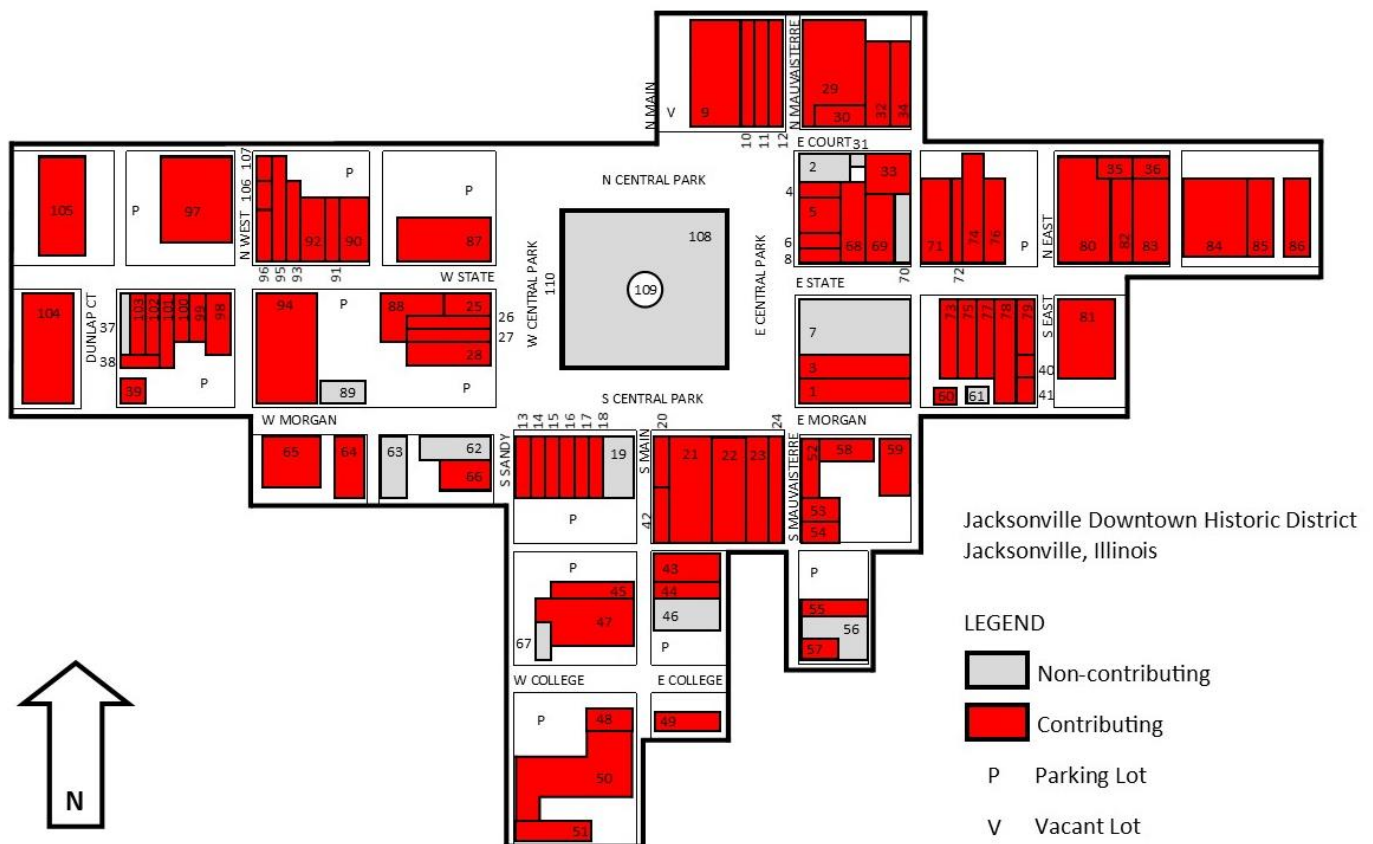 N MAIN
V
9
10
11
12
N MAUVAISTERRE
29
30
32
34
E COURT
31
105
P
97
N WEST
107
106
P
92
90
96
95
93
91
P
87
W STATE
N CENTRAL PARK
108
109
110
W CENTRAL PARK
E CENTRAL PARK
S CENTRAL PARK
2
4
5
6
8
33
68
69
70
E STATE
71
72
74
76
P
N EAST
35
36
80
82
83
84
85
86
104
DUNLAP CT
37
38
103
102
101
100
99
98
39
P
94
P
88
25
26
27
28
89
P
W MORGAN
7
3
1
E MORGAN
73
75
77
78
79
S EAST
40
41
60
61
81
65
64
63
62
66
S SANDY
13
14
15
16
17
18
19
P
S MAIN
20
42
21
22
23
24
S MAUVAISTERRE
52
58
59
53
54
P
45
47
67
43
44
46
P
P
55
56
57
W COLLEGE
E COLLEGE
P
48
49
50
51
Jacksonville Downtown Historic District
Jacksonville, Illinois
LEGEND
Non-contributing
Contributing
P Parking Lot
V Vacant Lot
N